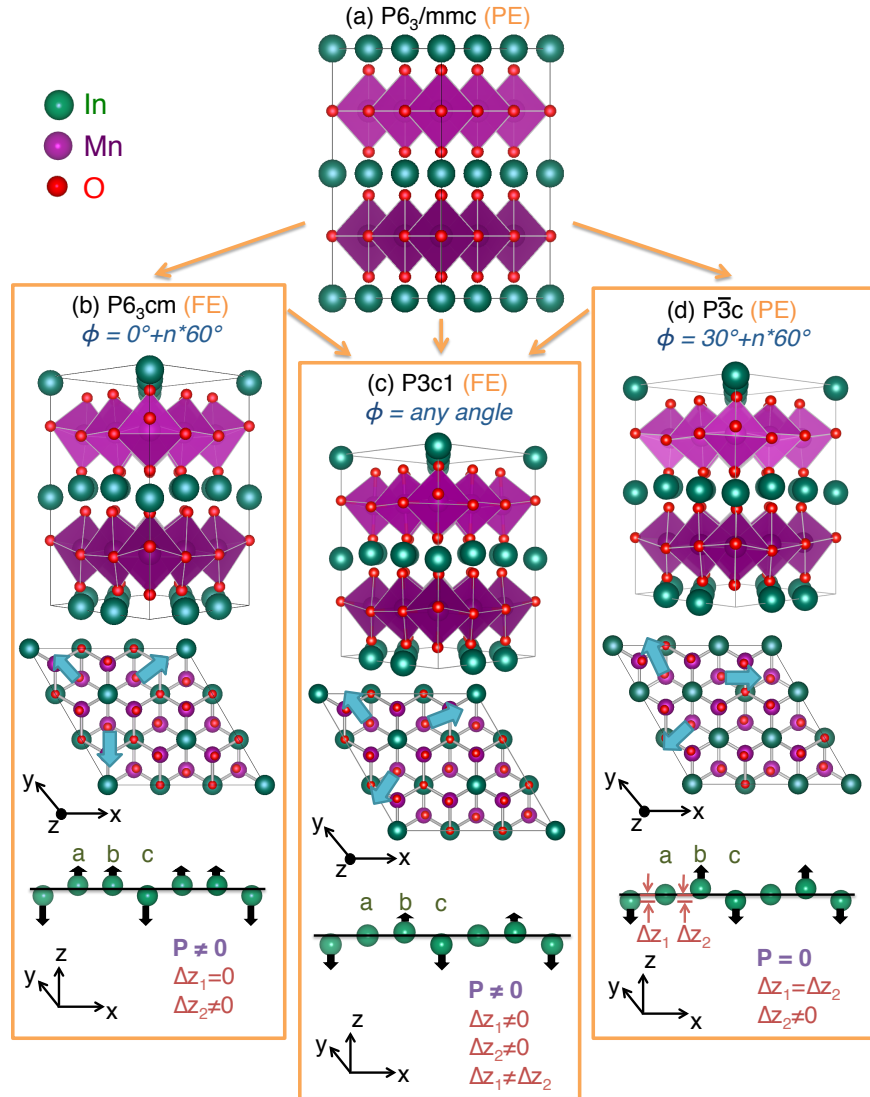 (a) P6₃/mmc (PE)
In
Mn
O
(b) P6₃cm (FE)
ϕ = 0°+n*60°
y
z
x
a b c
P ≠ 0
Δz₁=0
Δz₂≠0
z
y
x
(c) P3c1 (FE)
ϕ = any angle
y
z
x
a b c
P ≠ 0
Δz₁≠0
Δz₂≠0
Δz₁≠Δz₂
z
y
x
(d) P3̅c (PE)
ϕ = 30°+n*60°
y
z
x
a b c
Δz₁ Δz₂
P = 0
Δz₁=Δz₂
Δz₂≠0
z
y
x